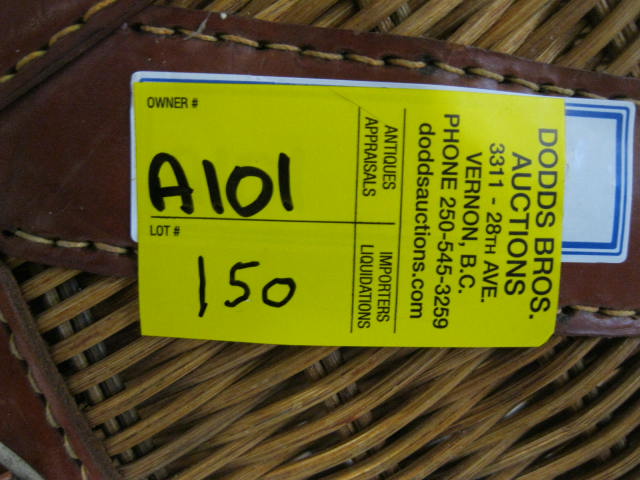 DODDS BROS.
AUCTIONS
3311 - 28TH AVE.
VERNON, B.C.
PHONE 250-545-3259
doddsauctions.com
ANTIQUES
APPRAISALS
IMPORTERS
LIQUIDATIONS
OWNER #
A101
LOT #
150